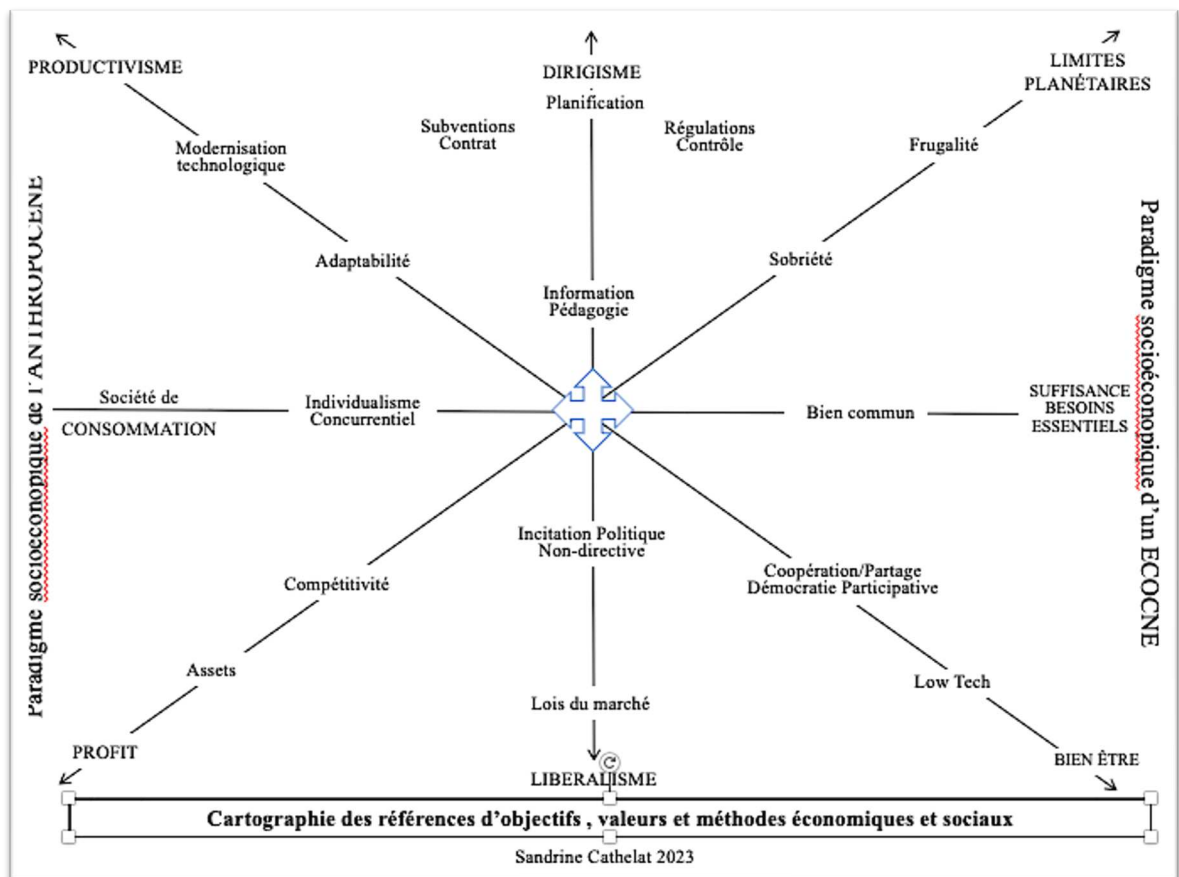 PRODUCTIVISME
DIRIGISME
Planification
LIMITES
PLANÉTAIRES
Subventions
Contrat
Régulations
Contrôle
Modernisation
technologique
Frugalité
Adaptabilité
Sobriété
Information
Pédagogie
Paradigme socioeconopique de l'ANTHROPOCENE
Paradigme socioéconopique d'un ECOCNE
Société de
CONSOMMATION
Individualisme
Concurrentiel
Bien commun
SUFFISANCE
BESOINS
ESSENTIELS
Incitation Politique
Non-directive
Compétitivité
Coopération/Partage
Démocratie Participative
Assets
Low Tech
Lois du marché
PROFIT
BIEN ÊTRE
LIBERALISME
Cartographie des références d'objectifs , valeurs et méthodes économiques et sociaux
Sandrine Cathelat 2023